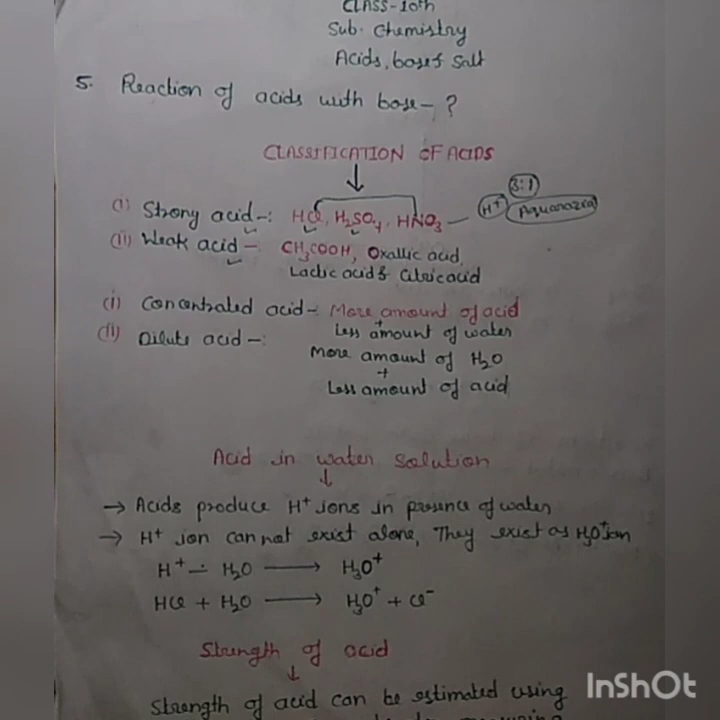 CLASS-10th
Sub. Chemistry
Acids, base & Salt
5. Reaction of acids with base- ?
CLASSIFICATION OF ACIDS
(i) Strong acid-: HCl, H₂SO₄, HNO₃ — H⁺ 3:1
(ii) Weak acid-: CH₃COOH, Oxallic acid,
Lactic acid & Citric acid
(i) Concentrated acid-: More amount of acid
+
Less amount of water
(ii) Dilute acid-:
More amount of H₂O
+
Less amount of acid
Acid in water solution
→ Acids produce H⁺ ions in presence of water
→ H⁺ ion can not exist alone, They exist as H₃O⁺ ion
H⁺ + H₂O → H₃O⁺
HCl + H₂O → H₃O⁺ + Cl⁻
Strength of acid
Strength of acid can be estimated using
InShOt